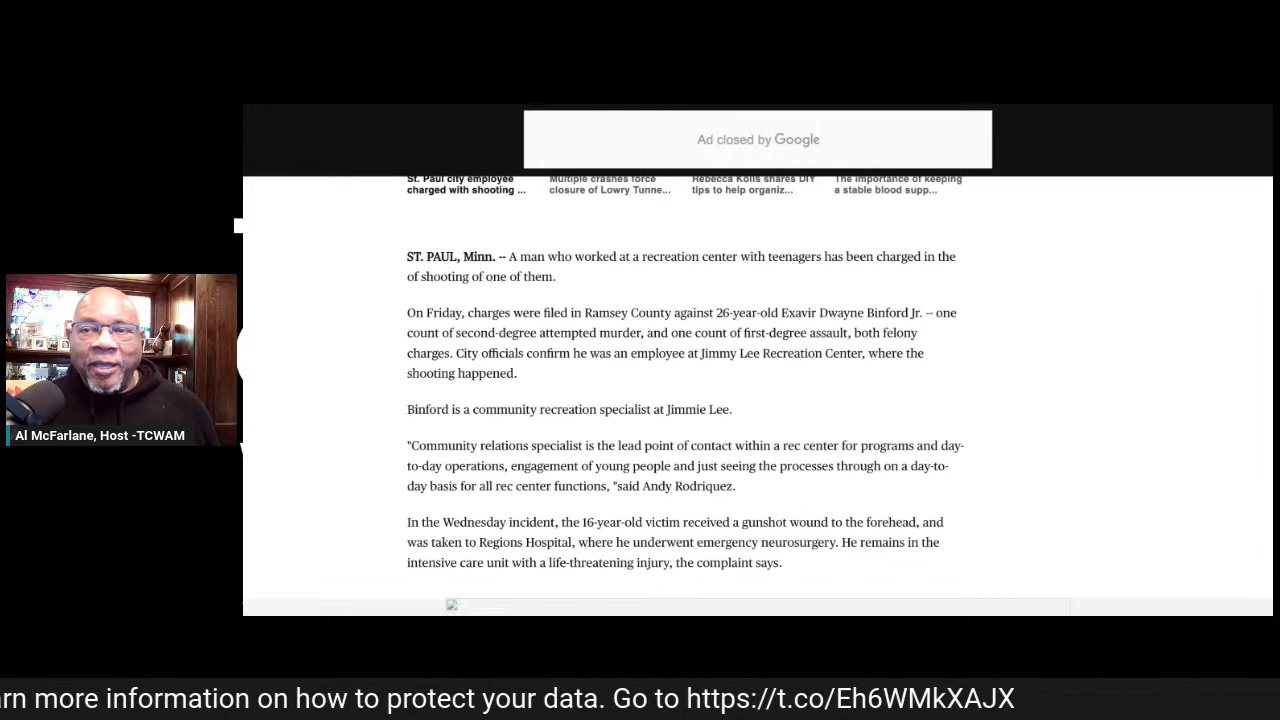 Ad closed by Google
St. Paul city employee
charged with shooting ...
Multiple crashes force
closure of Lowry Tunne...
Rebecca Kolls shares DIY
tips to help organiz...
The importance of keeping
a stable blood supp...
ST. PAUL, Minn. -- A man who worked at a recreation center with teenagers has been charged in the
of shooting of one of them.
On Friday, charges were filed in Ramsey County against 26-year-old Exavir Dwayne Binford Jr. -- one
count of second-degree attempted murder, and one count of first-degree assault, both felony
charges. City officials confirm he was an employee at Jimmy Lee Recreation Center, where the
shooting happened.
Binford is a community recreation specialist at Jimmie Lee.
"Community relations specialist is the lead point of contact within a rec center for programs and day-
to-day operations, engagement of young people and just seeing the processes through on a day-to-
day basis for all rec center functions, "said Andy Rodriquez.
In the Wednesday incident, the 16-year-old victim received a gunshot wound to the forehead, and
was taken to Regions Hospital, where he underwent emergency neurosurgery. He remains in the
intensive care unit with a life-threatening injury, the complaint says.
Al McFarlane, Host -TCWAM
arn more information on how to protect your data. Go to https://t.co/Eh6WMkXAJX